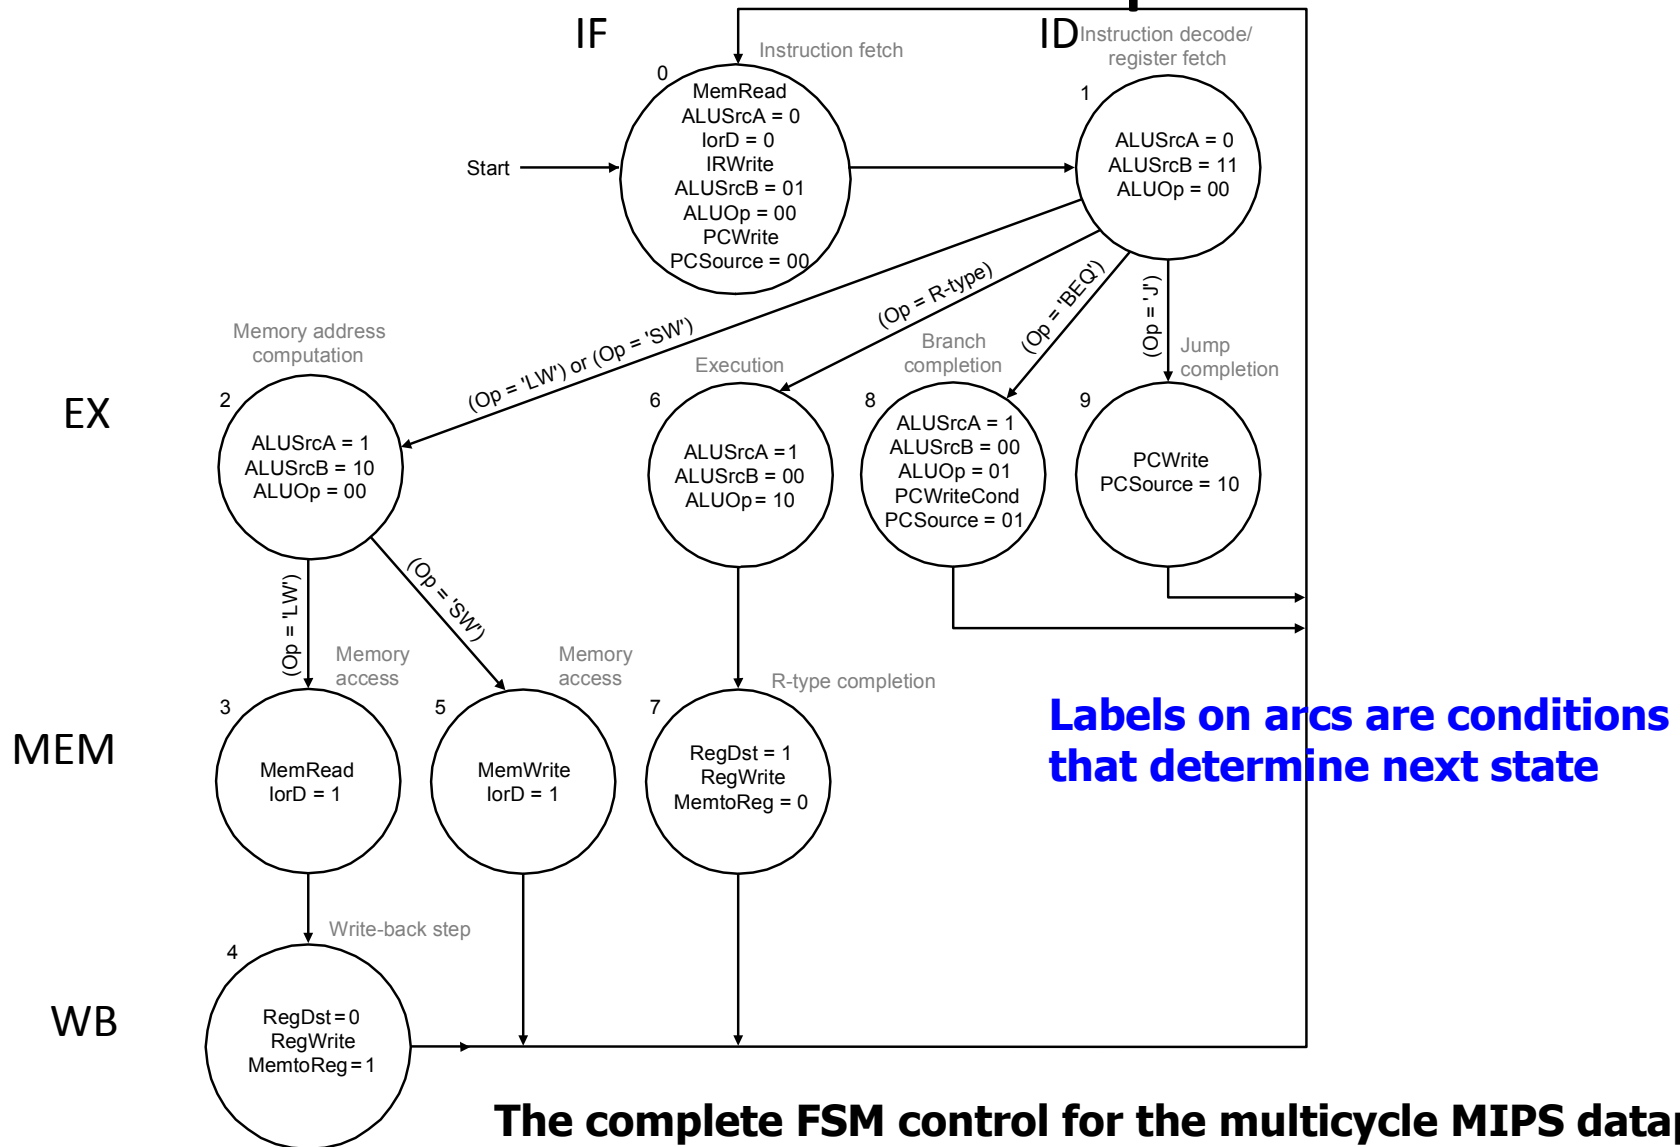 IF
ID
Instruction fetch
Instruction decode/
register fetch
0
MemRead
ALUSrcA = 0
IorD = 0
IRWrite
ALUSrcB = 01
ALUOp = 00
PCWrite
PCSource = 00
Start
1
ALUSrcA = 0
ALUSrcB = 11
ALUOp = 00
(Op = 'LW') or (Op = 'SW')
(Op = R-type)
(Op = 'BEQ')
(Op = 'J')
EX
Memory address
computation
2
ALUSrcA = 1
ALUSrcB = 10
ALUOp = 00
Execution
6
ALUSrcA =1
ALUSrcB = 00
ALUOp= 10
Branch
completion
8
ALUSrcA = 1
ALUSrcB = 00
ALUOp = 01
PCWriteCond
PCSource = 01
Jump
completion
9
PCWrite
PCSource = 10
(Op = 'LW')
(Op = 'SW')
MEM
Memory
access
3
MemRead
IorD = 1
Memory
access
5
MemWrite
IorD = 1
R-type completion
7
RegDst = 1
RegWrite
MemtoReg = 0
Labels on arcs are conditions
that determine next state
WB
Write-back step
4
RegDst=0
RegWrite
MemtoReg=1
The complete FSM control for the multicycle MIPS